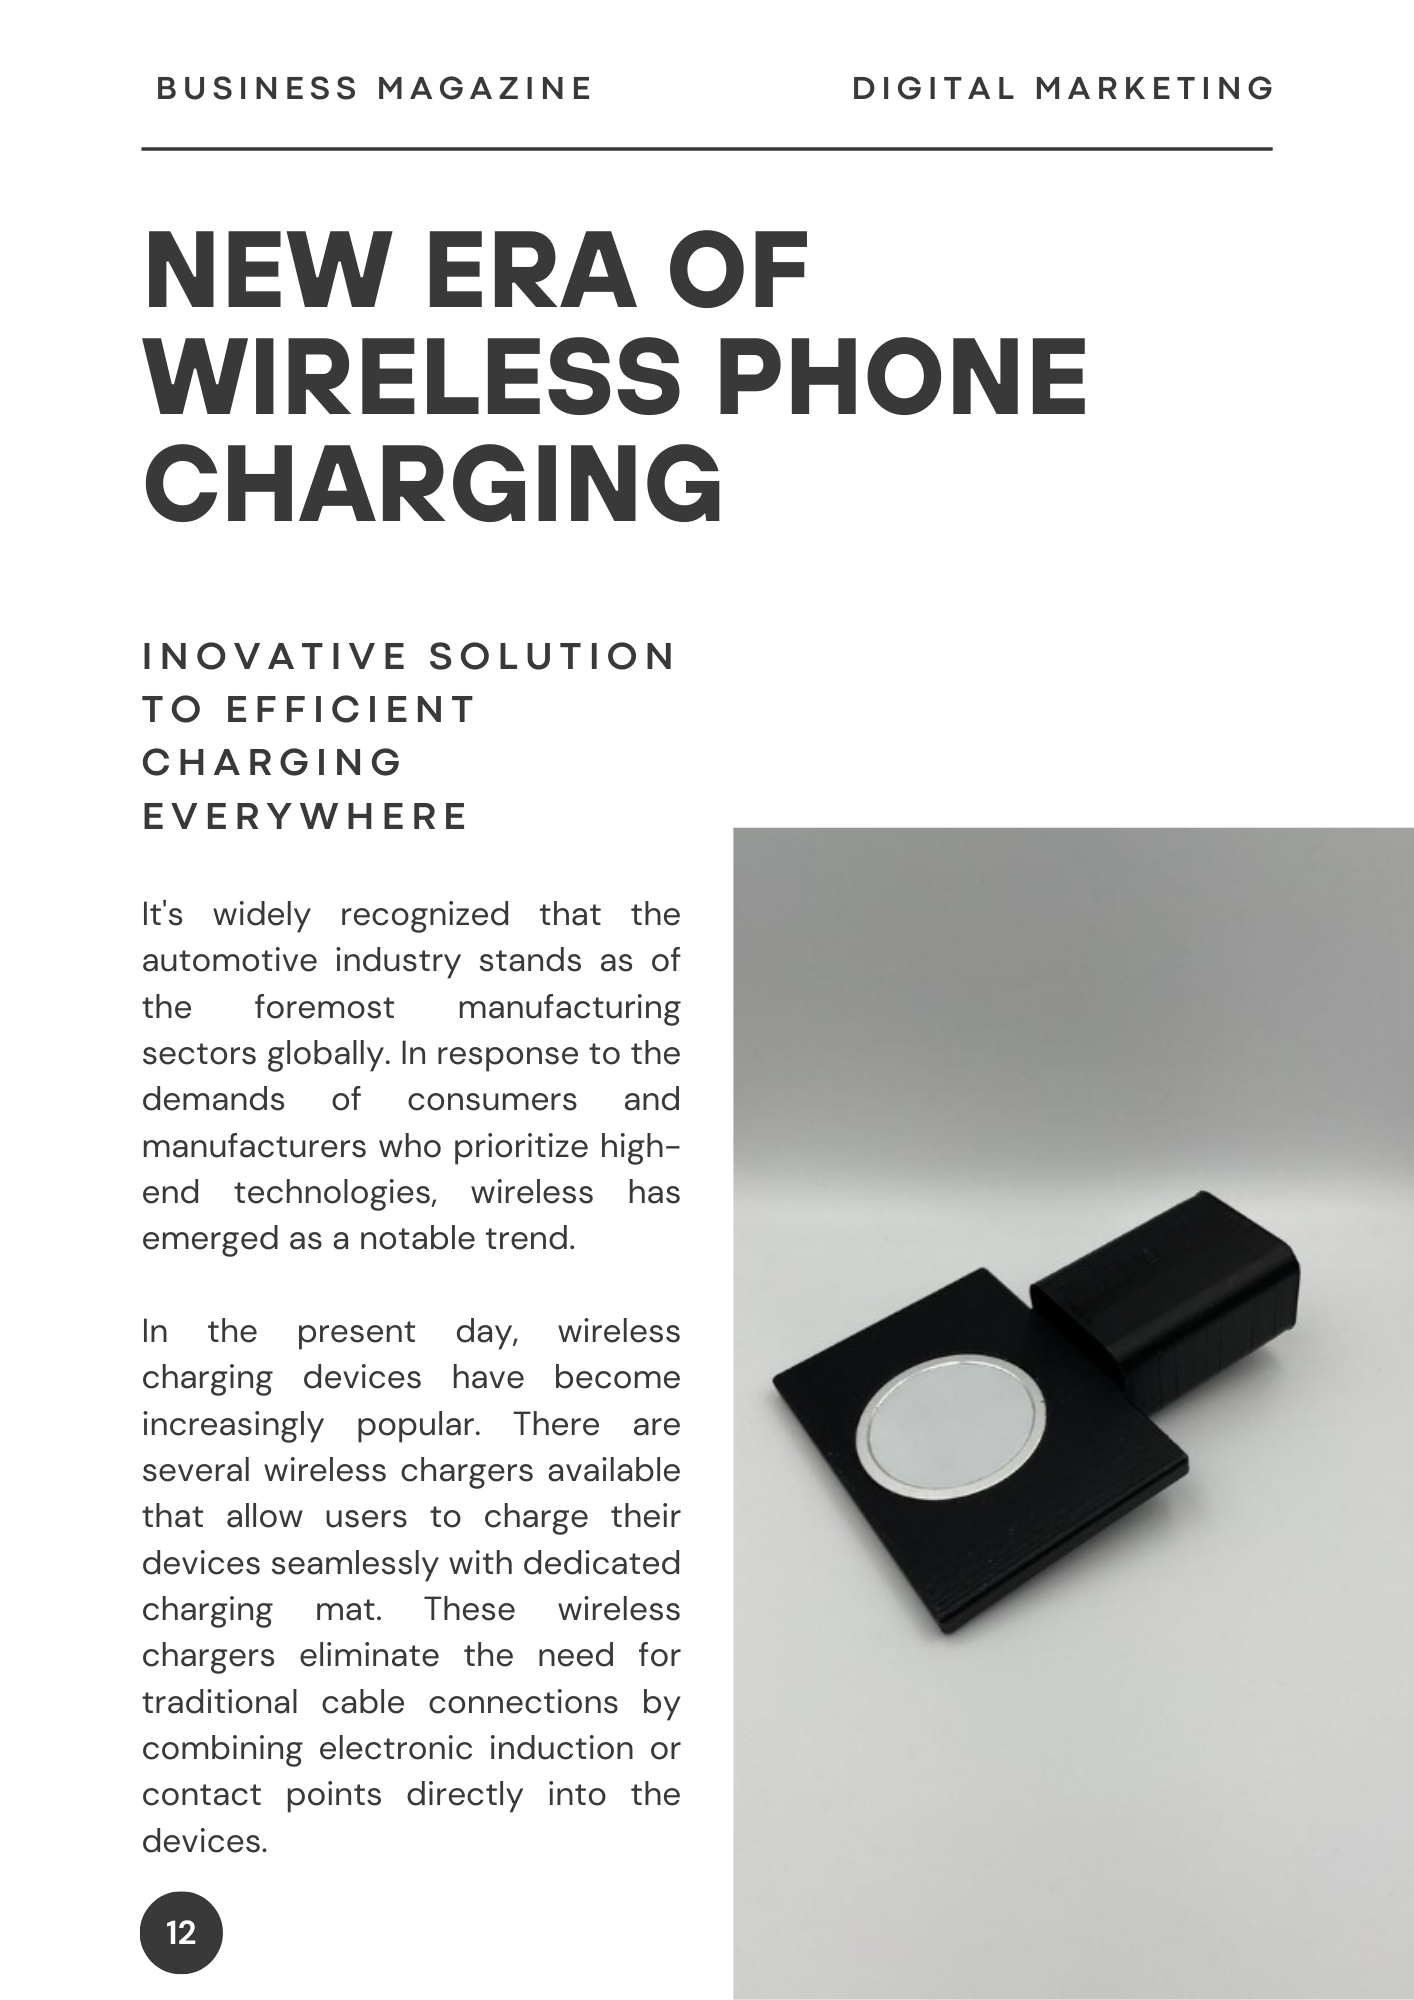 BUSINESS MAGAZINE
DIGITAL MARKETING
NEW ERA OF
WIRELESS PHONE
CHARGING
INOVATIVE SOLUTION
TO EFFICIENT
CHARGING
EVERYWHERE
It's widely recognized that the
automotive industry stands as of
the foremost manufacturing
sectors globally. In response to the
demands of consumers and
manufacturers who prioritize high-
end technologies, wireless has
emerged as a notable trend.
In the present day, wireless
charging devices have become
increasingly popular. There are
several wireless chargers available
that allow users to charge their
devices seamlessly with dedicated
charging mat. These wireless
chargers eliminate the need for
traditional cable connections by
combining electronic induction or
contact points directly into the
devices.
12